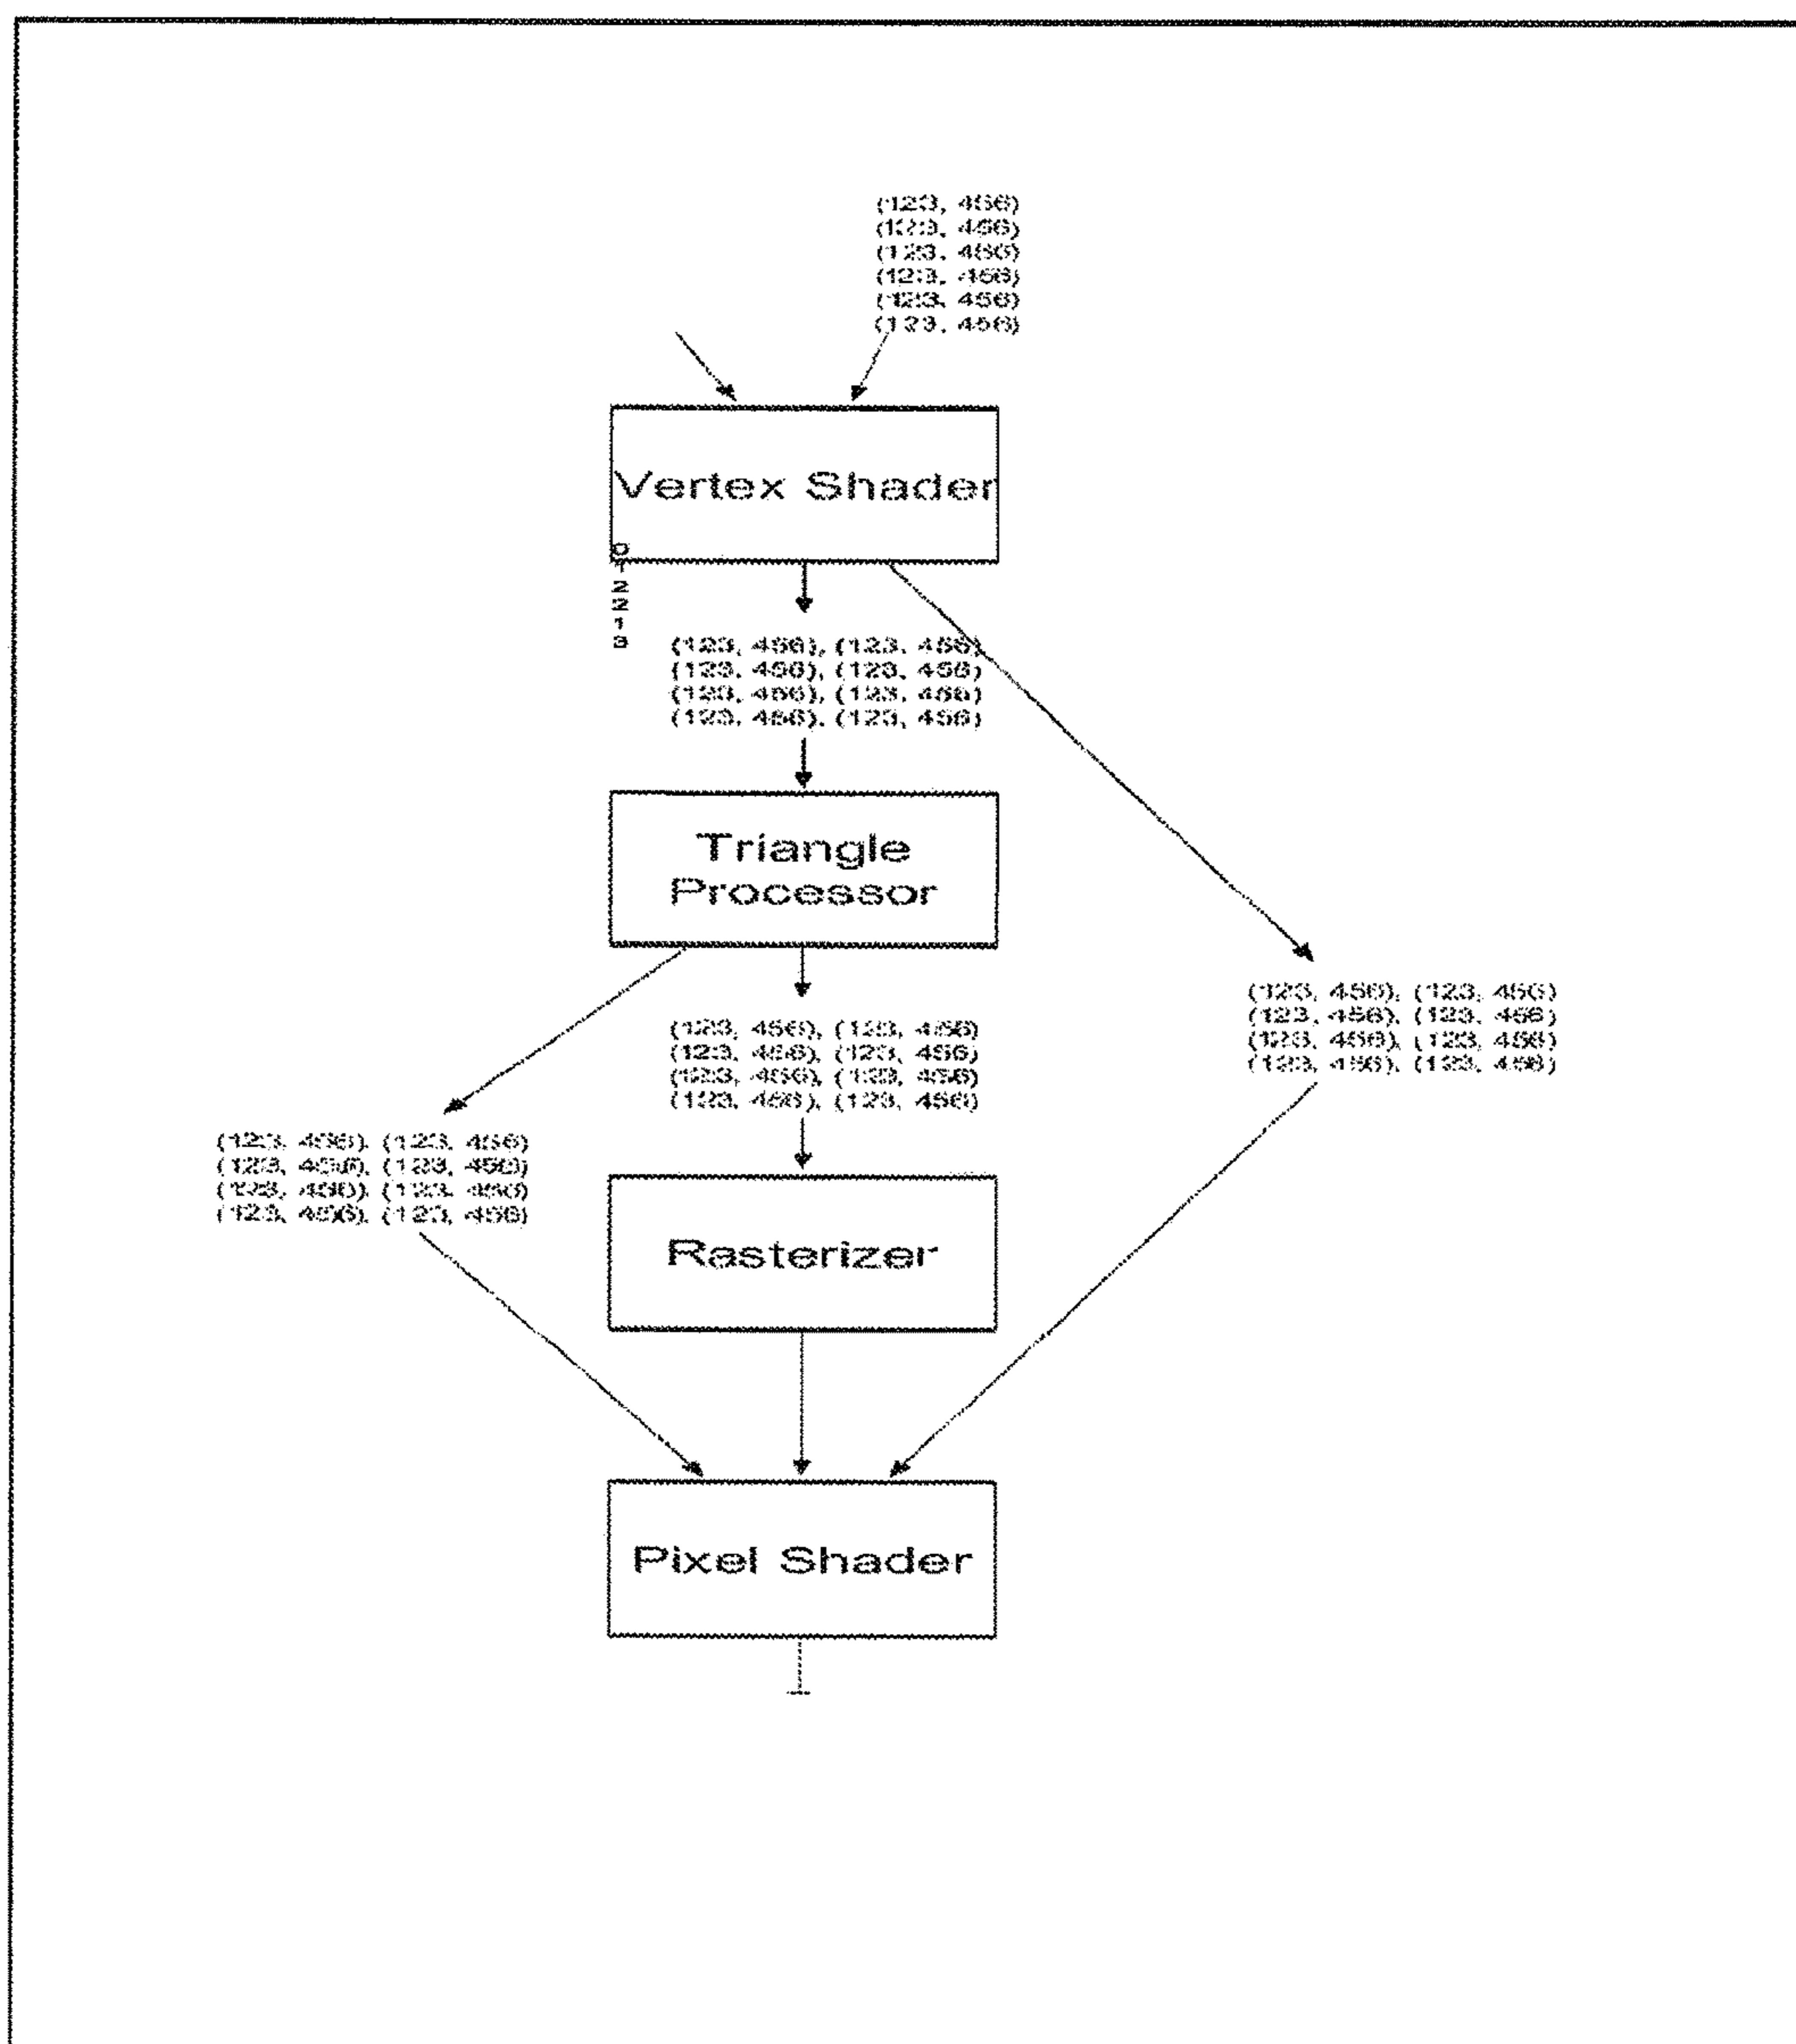 (123, 456)
(123, 456)
(123, 456)
(123, 456)
(123, 456)
(123, 456)
Vertex Shader
0
1
2
2
1
3
(123, 456), (123, 456)
(123, 456), (123, 456)
(123, 456), (123, 456)
(123, 456), (123, 456)
Triangle
Processor
(123, 456), (123, 456)
(123, 456), (123, 456)
(123, 456), (123, 456)
(123, 456), (123, 456)
(123, 456), (123, 456)
(123, 456), (123, 456)
(123, 456), (123, 456)
(123, 456), (123, 456)
(123, 456), (123, 456)
(123, 456), (123, 456)
(123, 456), (123, 456)
(123, 456), (123, 456)
Rasterizer
Pixel Shader